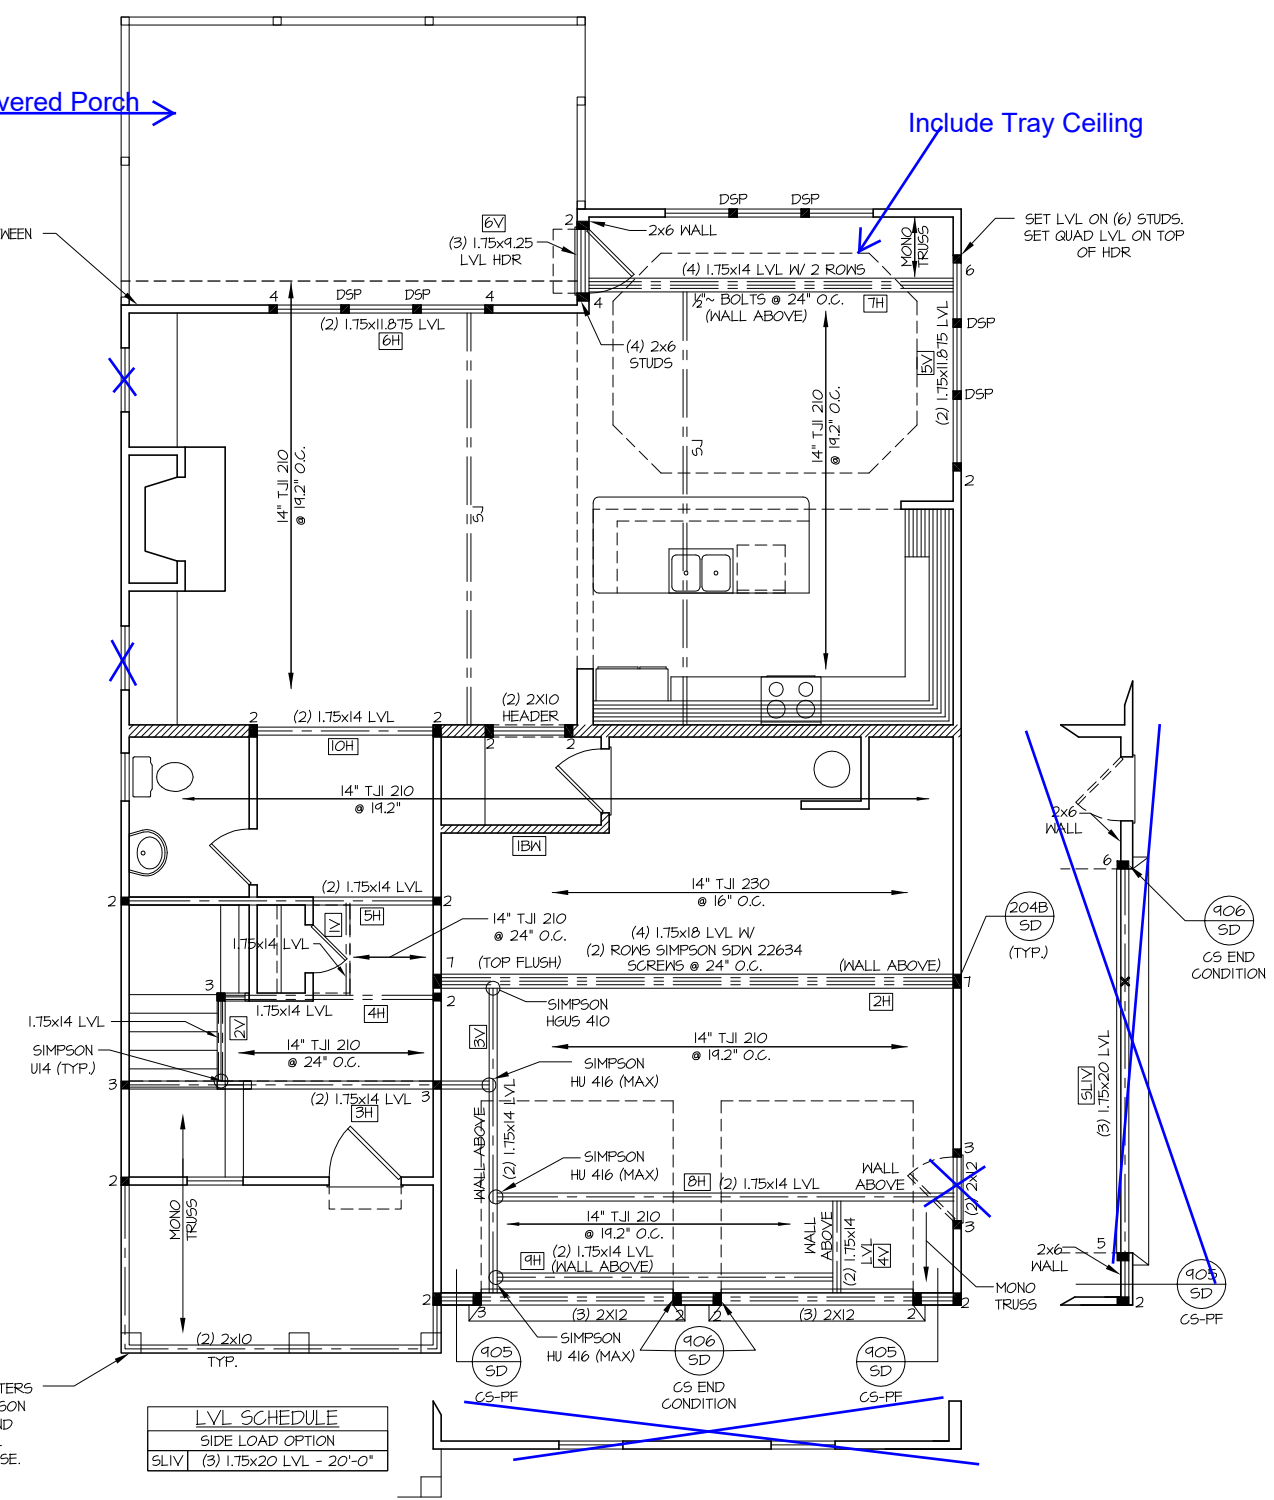 vered Porch
Include Tray Ceiling
DSP
DSP
6V
2
2x6 WALL
(3) 1.75x9.25
LVL HDR
MONO
TRUSS
SET LVL ON (6) STUDS.
SET QUAD LVL ON TOP
OF HDR
WEEN
(4) 1.75x14 LVL W/ 2 ROWS
6
4
DSP
DSP
4
4
½"~ BOLTS @ 24" O.C.
7H
(WALL ABOVE)
(2) 1.75x11.875 LVL
6H
(4) 2x6
STUDS
DSP
5V
(2) 1.75x11.875 LVL
DSP
14" TJI 210
@ 19.2" O.C.
SJ
SJ
14" TJI 210
@ 19.2" O.C.
2
(2) 2X10
HEADER
2
(2) 1.75x14 LVL
2
10H
2
2
14" TJI 210
@ 19.2"
1BW
2x6
WALL
6
(2) 1.75x14 LVL
2
2
5H
14" TJI 230
@ 16" O.C.
204B
SD
(TYP.)
906
SD
CS END
CONDITION
1V
1.75x14 LVL
14" TJI 210
@ 24" O.C.
(4) 1.75x18 LVL W/
(2) ROWS SIMPSON SDW 22634
SCREWS @ 24" O.C.
7
(TOP FLUSH)
(WALL ABOVE)
7
3
2
2H
1.75x14 LVL
4H
SIMPSON
HGUS 410
1.75x14 LVL
2V
3V
SIMPSON
U14 (TYP.)
14" TJI 210
@ 24" O.C.
14" TJI 210
@ 19.2" O.C.
SIMPSON
HU 416 (MAX)
3
3
(2) 1.75x14 LVL
3H
WALL ABOVE
(2) 1.75x14 LVL
SLIV
(3) 1.75x20 LVL
SIMPSON
HU 416 (MAX)
8H
(2) 1.75x14 LVL
WALL
ABOVE
3
(2) 2x12
3
2
MONO
TRUSS
14" TJI 210
@ 19.2" O.C.
9H
(2) 1.75x14 LVL
(WALL ABOVE)
WALL
ABOVE
(2) 1.75x14
LVL
4V
MONO
TRUSS
5
2x6
WALL
905
SD
CS-PF
2
2
3
(3) 2X12
2
2
(3) 2X12
2
2
(2) 2x10
TYP.
SIMPSON
HU 416 (MAX)
905
SD
CS-PF
906
SD
CS END
CONDITION
905
SD
CS-PF
TERS
SON
ND
SE.
LVL SCHEDULE
SIDE LOAD OPTION
SLIV (3) 1.75x20 LVL - 20'-0"